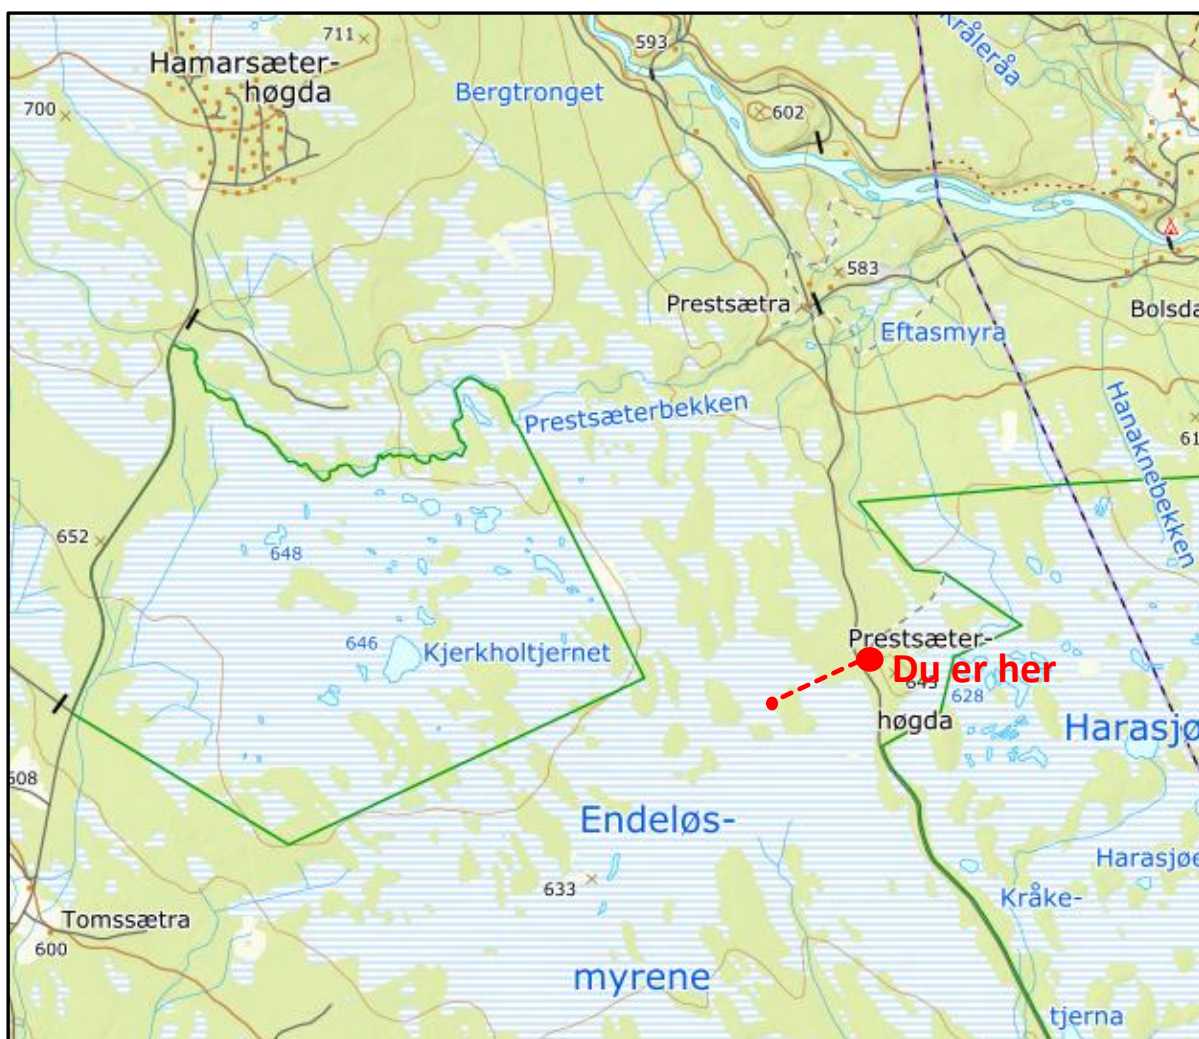 Kråleråa
711
593
Hamarsæter-
høgda
Bergtronget
700
602
583
Prestsætra
Bolsda
Eftasmyra
Hanaknebekken
Prestsæterbekken
61
652
648
646
Kjerkholtjernet
Prestsæter-
Du er her
643
628
høgda
Harasjø
608
Endeløs-
Harasjøe
633
Kråke-
Tomssætra
600
myrene
tjerna